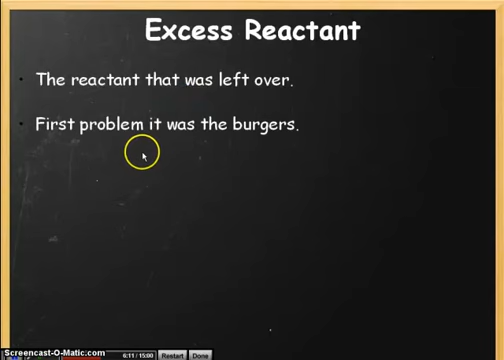 Excess Reactant
• The reactant that was left over.
• First problem it was the burgers.
Screencast-O-Matic.com
6:11 / 15:00
Restart
Done